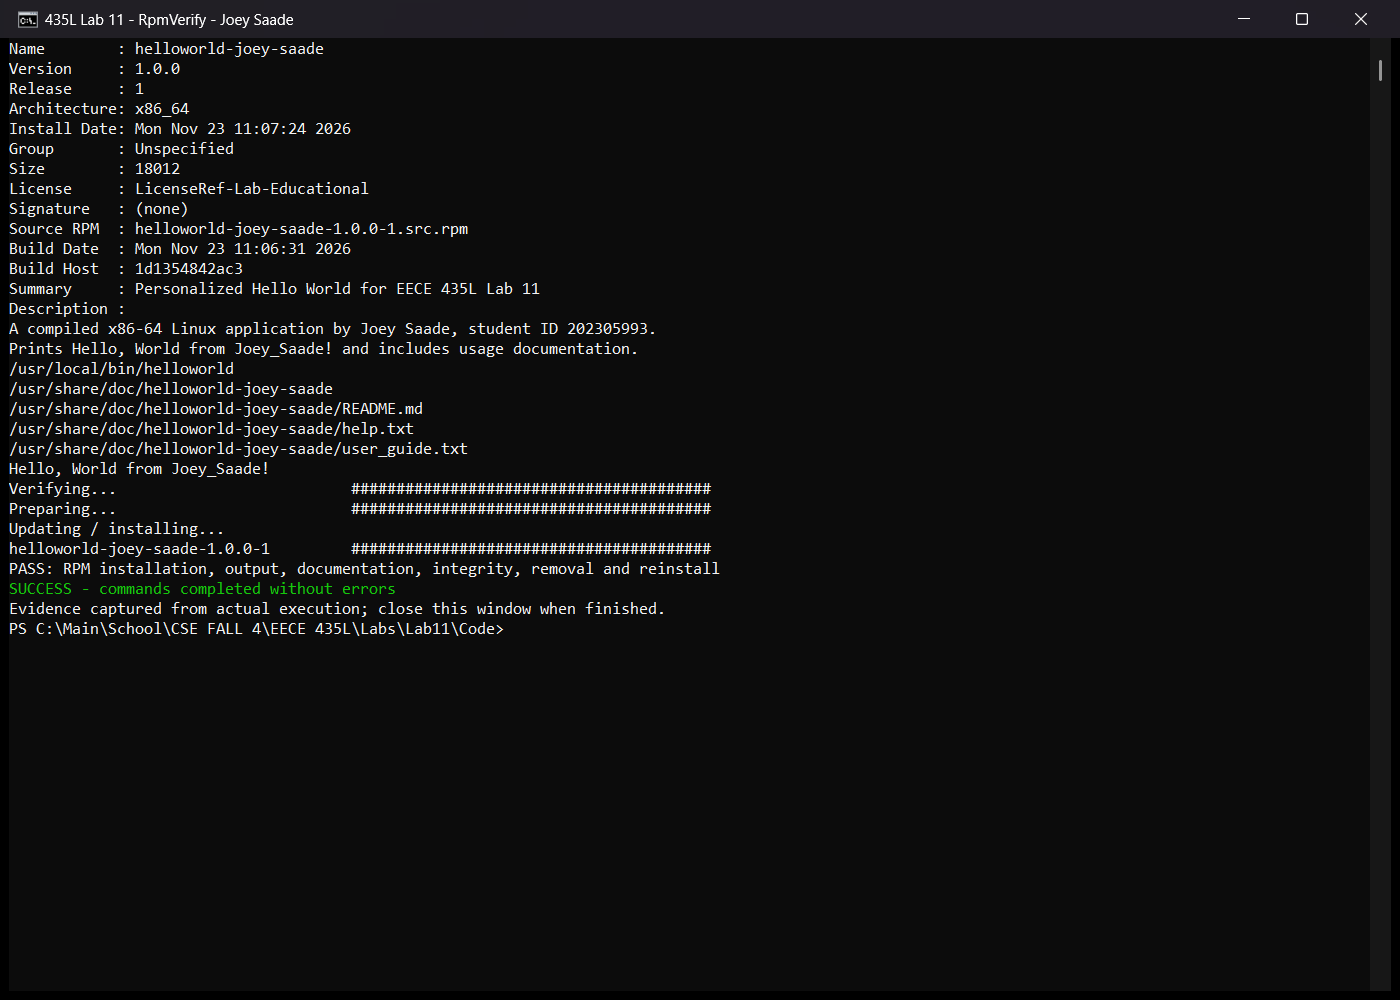 435L Lab 11 - RpmVerify - Joey Saade
Name        : helloworld-joey-saade
Version     : 1.0.0
Release     : 1
Architecture: x86_64
Install Date: Mon Nov 23 11:07:24 2026
Group       : Unspecified
Size        : 18012
License     : LicenseRef-Lab-Educational
Signature   : (none)
Source RPM  : helloworld-joey-saade-1.0.0-1.src.rpm
Build Date  : Mon Nov 23 11:06:31 2026
Build Host  : 1d1354842ac3
Summary     : Personalized Hello World for EECE 435L Lab 11
Description :
A compiled x86-64 Linux application by Joey Saade, student ID 202305993.
Prints Hello, World from Joey_Saade! and includes usage documentation.
/usr/local/bin/helloworld
/usr/share/doc/helloworld-joey-saade
/usr/share/doc/helloworld-joey-saade/README.md
/usr/share/doc/helloworld-joey-saade/help.txt
/usr/share/doc/helloworld-joey-saade/user_guide.txt
Hello, World from Joey_Saade!
Verifying...                          ########################################
Preparing...                          ########################################
Updating / installing...
helloworld-joey-saade-1.0.0-1         ########################################
PASS: RPM installation, output, documentation, integrity, removal and reinstall
SUCCESS - commands completed without errors
Evidence captured from actual execution; close this window when finished.
PS C:\Main\School\CSE FALL 4\EECE 435L\Labs\Lab11\Code>